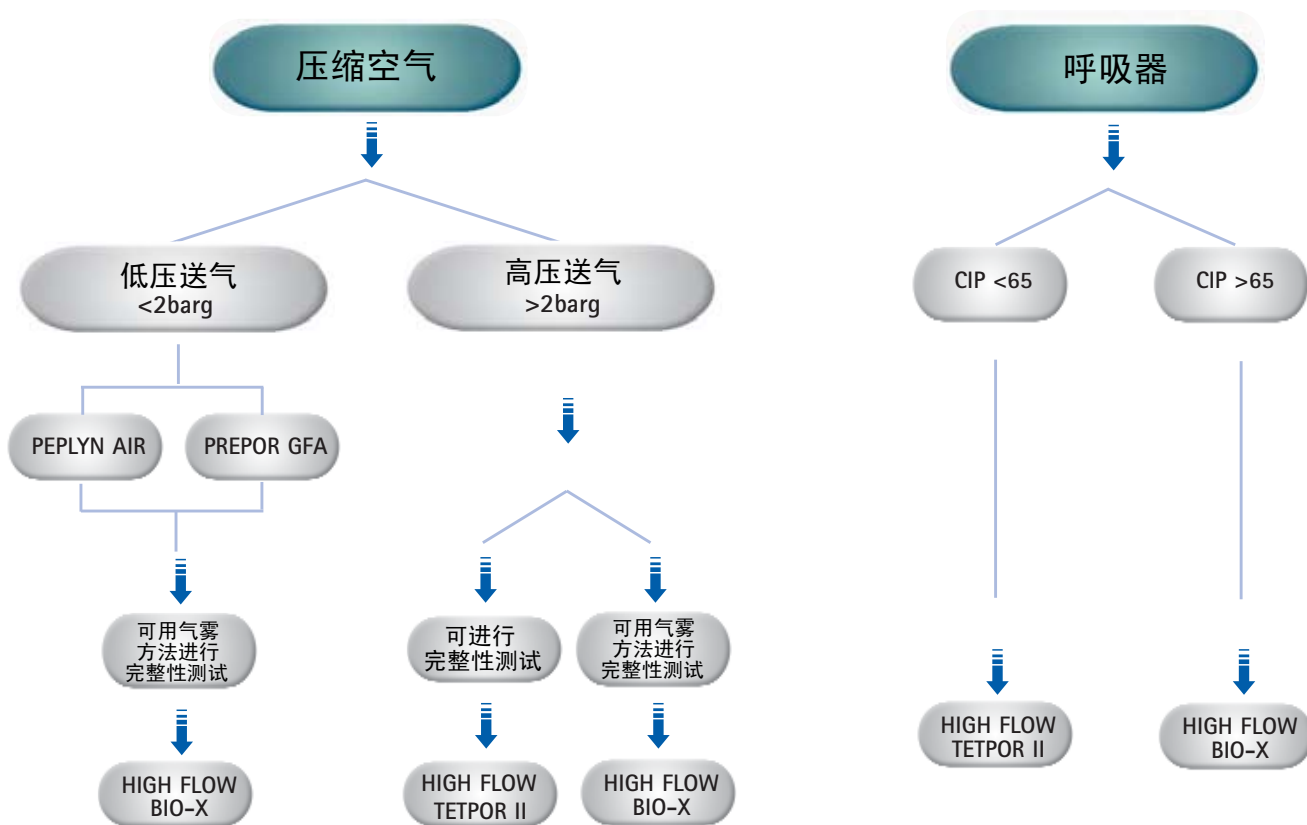 压缩空气
呼吸器
低压送气
<2barg
高压送气
>2barg
CIP <65
CIP >65
PEPLYN AIR
PREPOR GFA
可用气雾
方法进行
完整性测试
可进行
完整性测试
可用气雾
方法进行
完整性测试
HIGH FLOW
BIO-X
HIGH FLOW
TETPOR II
HIGH FLOW
BIO-X
HIGH FLOW
TETPOR II
HIGH FLOW
BIO-X